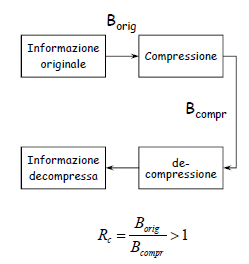 B_orig
Informazione originale
Compressione
B_compr
Informazione decompressa
de-compressione
R_c = B_orig / B_compr > 1